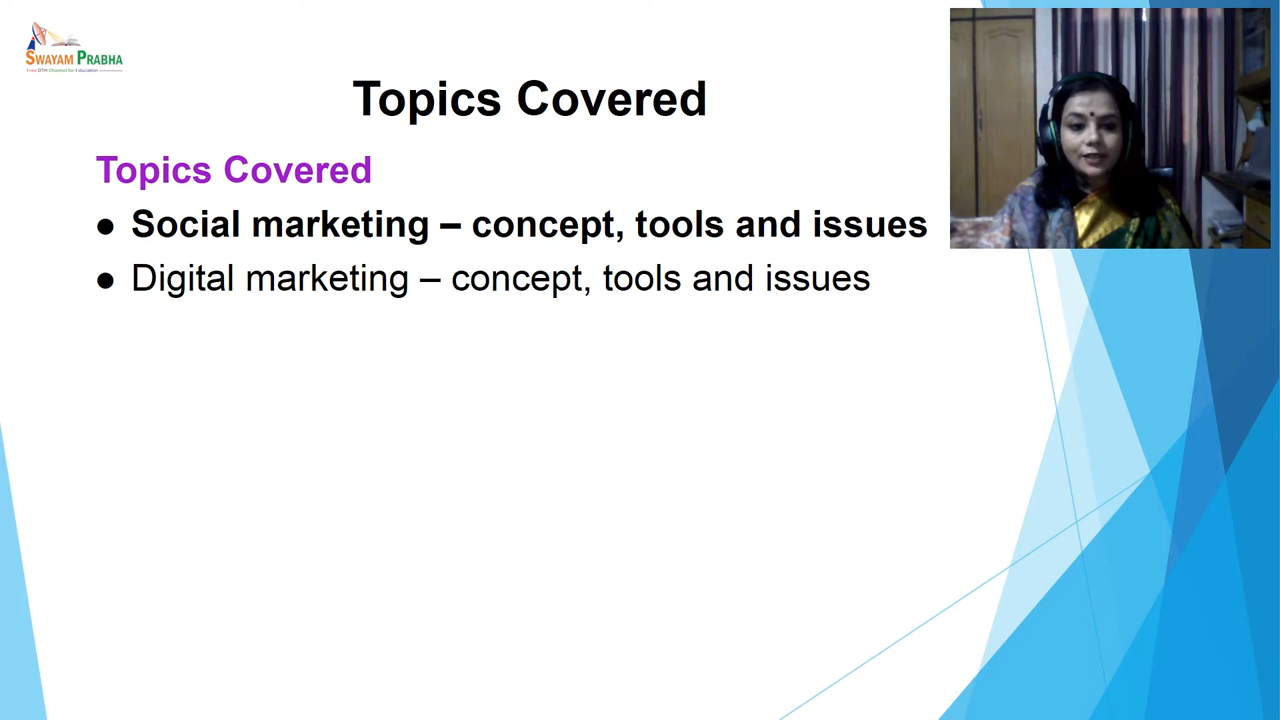 SWAYAM PRABHA
Topics Covered
Topics Covered
● Social marketing – concept, tools and issues
● Digital marketing – concept, tools and issues